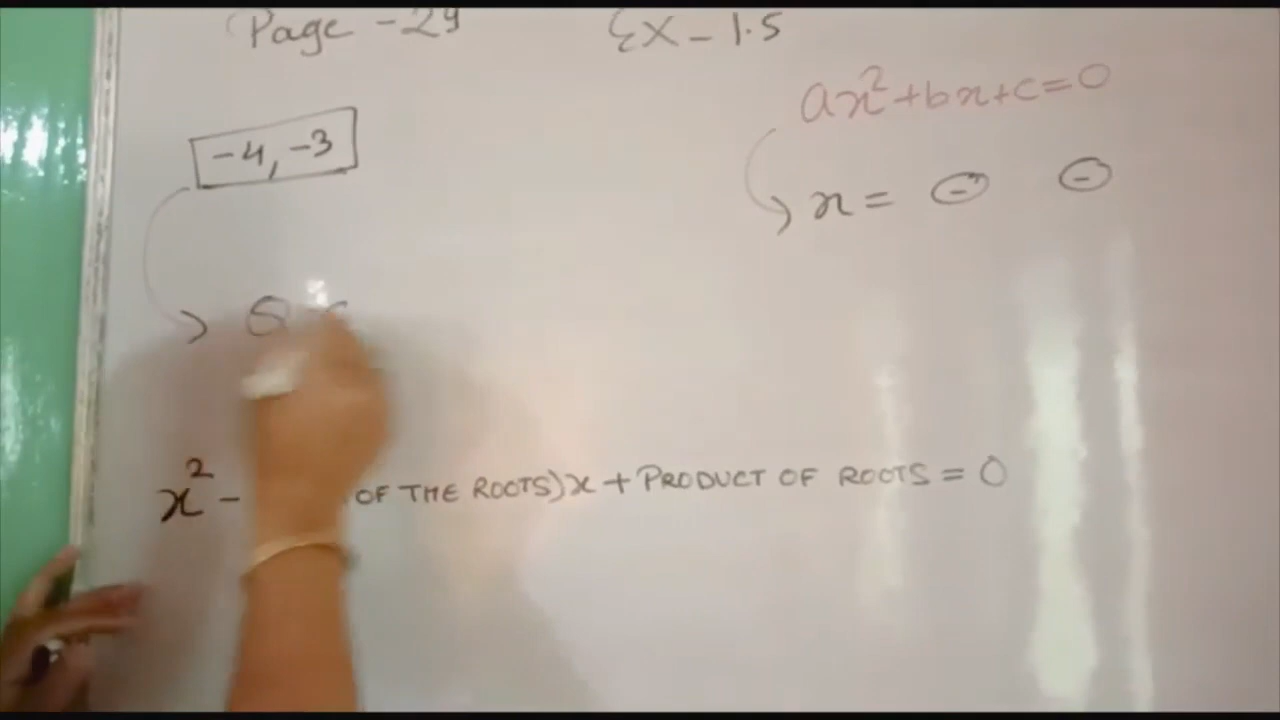 Page - 29
EX - 1.5
ax²+bx+c=0
-4, -3
x =  -   -
x² - OF THE ROOTS)x + PRODUCT OF ROOTS = 0